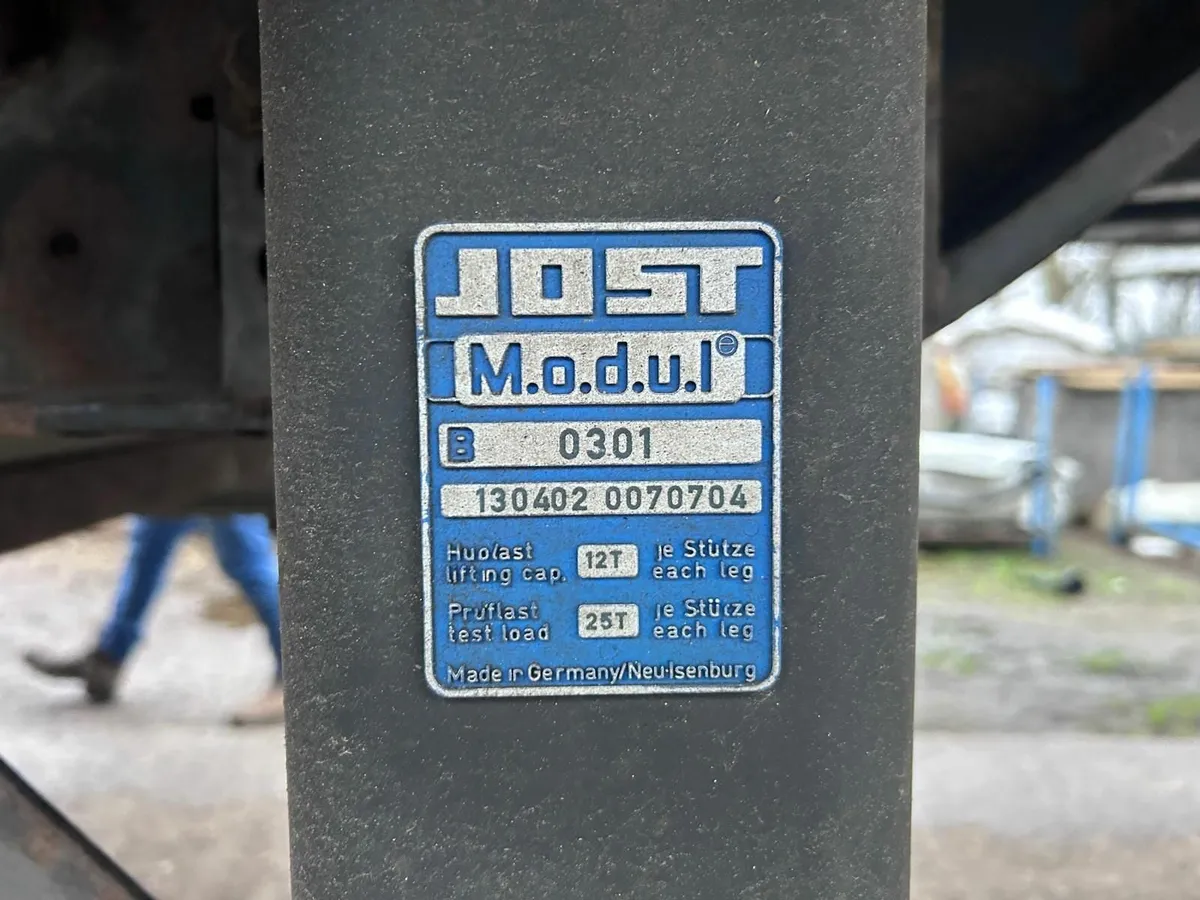 JOST
M.o.d.u.l e
B 0301
130402 0070704
Hublast 12T je Stütze
lifting cap. each leg
Prüflast 25T je Stütze
test load each leg
Made in Germany/Neu-Isenburg